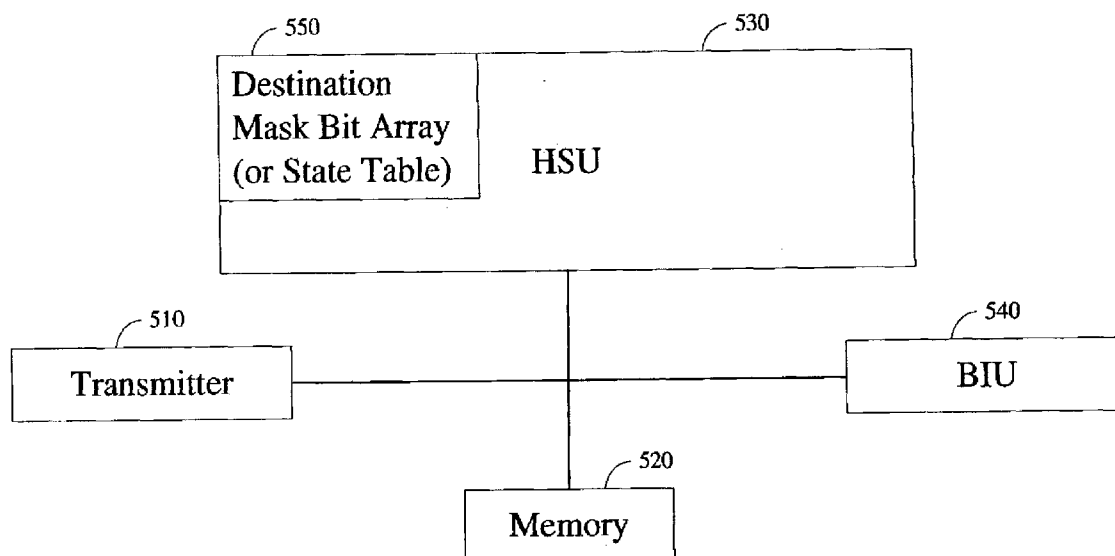 550
530
Destination
Mask Bit Array
(or State Table)
HSU
510
540
Transmitter
BIU
520
Memory